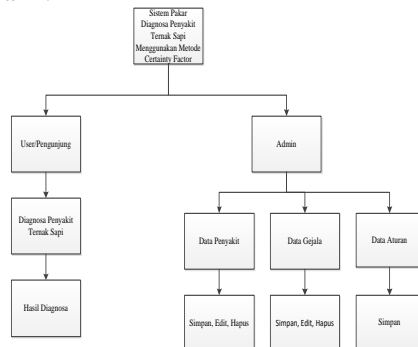 Sistem Pakar
Diagnosa Penyakit
Ternak Sapi
Menggunakan Metode
Certainty Factor
User/Pengunjung
Admin
Diagnosa Penyakit
Ternak Sapi
Data Penyakit
Data Gejala
Data Aturan
Hasil Diagnosa
Simpan, Edit, Hapus
Simpan, Edit, Hapus
Simpan